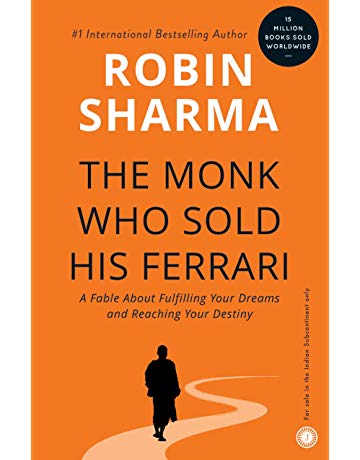 #1 International Bestselling Author
15
MILLION
BOOKS SOLD
WORLDWIDE
ROBIN
SHARMA
THE MONK
WHO SOLD
HIS FERRARI
A Fable About Fulfilling Your Dreams
and Reaching Your Destiny
For sale in the Indian Subcontinent only
J